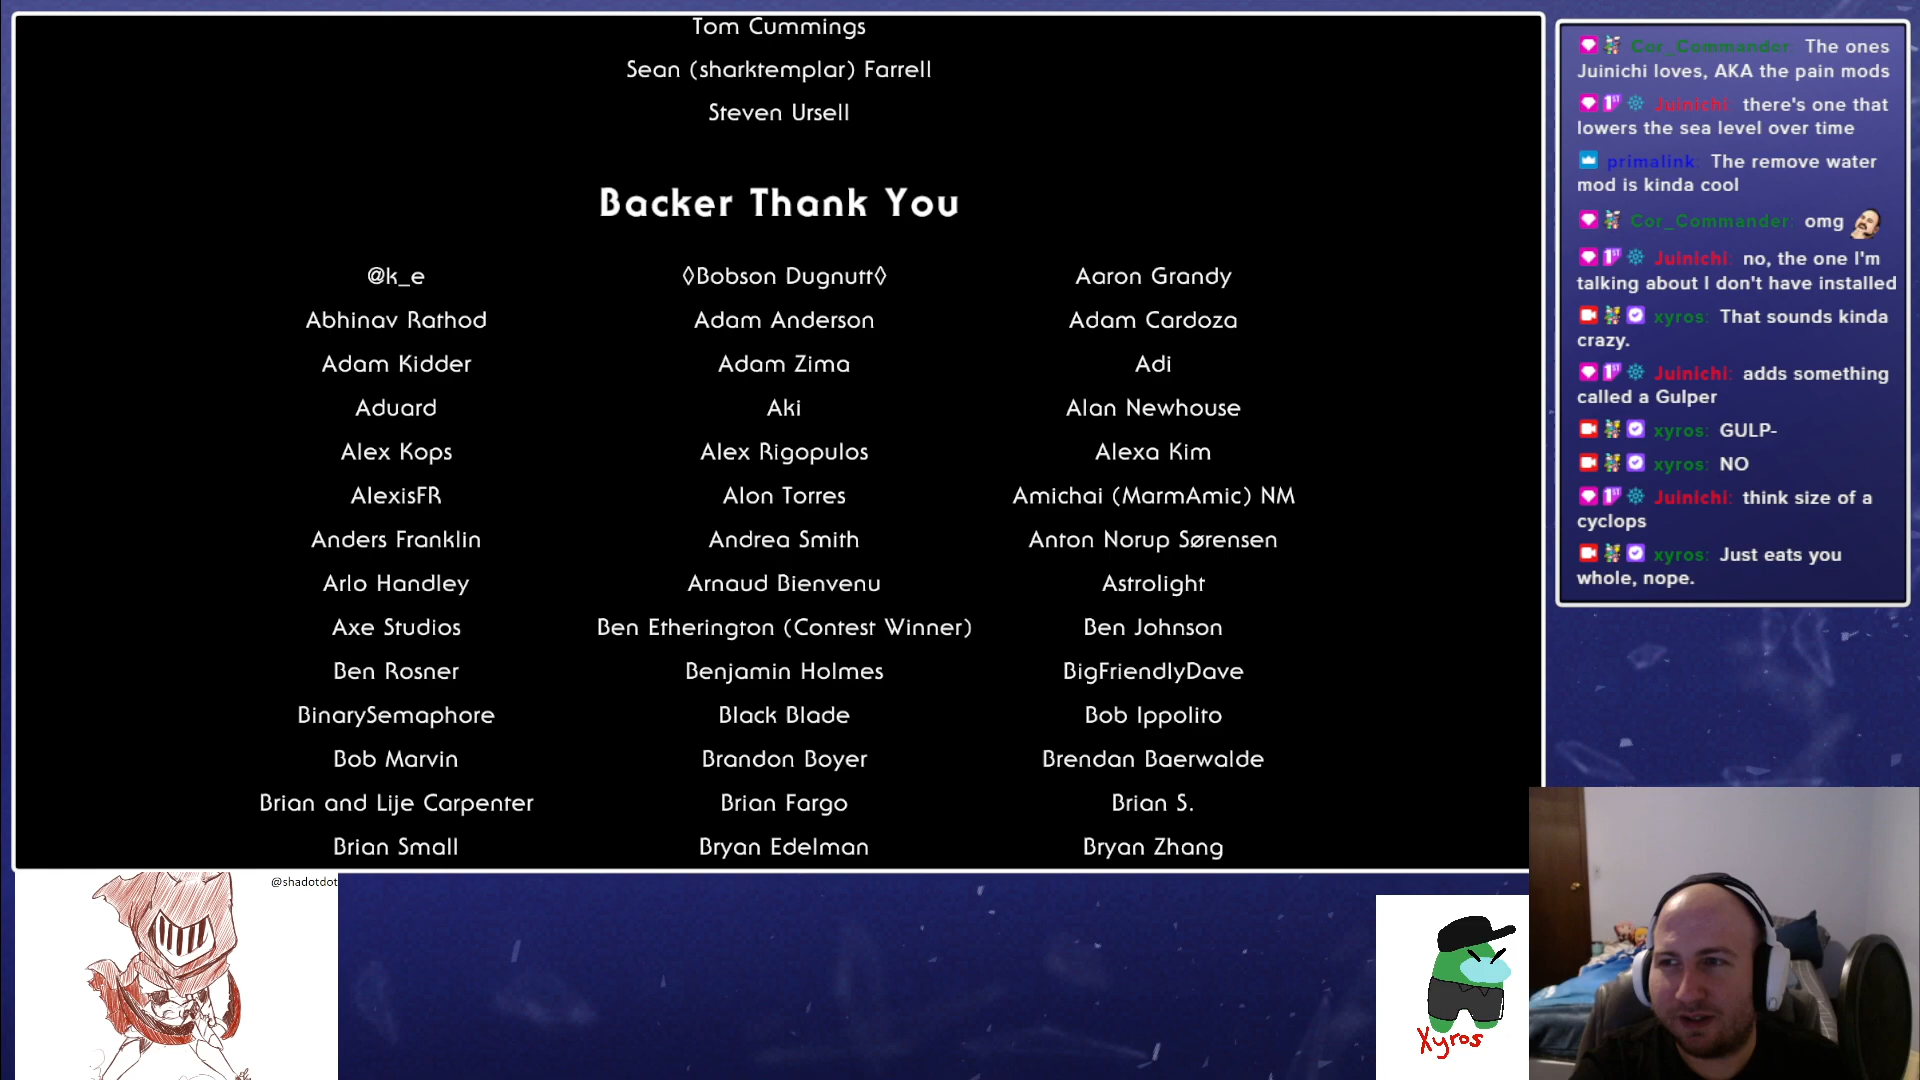 Tom Cummings
Sean (sharktemplar) Farrell
Steven Ursell
Backer Thank You
@k_e ◊Bobson Dugnutt◊ Aaron Grandy
Abhinav Rathod Adam Anderson Adam Cardoza
Adam Kidder Adam Zima Adi
Aduard Aki Alan Newhouse
Alex Kops Alex Rigopulos Alexa Kim
AlexisFR Alon Torres Amichai (MarmAmic) NM
Anders Franklin Andrea Smith Anton Norup Sørensen
Arlo Handley Arnaud Bienvenu Astrolight
Axe Studios Ben Etherington (Contest Winner) Ben Johnson
Ben Rosner Benjamin Holmes BigFriendlyDave
BinarySemaphore Black Blade Bob Ippolito
Bob Marvin Brandon Boyer Brendan Baerwalde
Brian and Lije Carpenter Brian Fargo Brian S.
Brian Small Bryan Edelman Bryan Zhang
Cor_Commander: The ones
Juinichi loves, AKA the pain mods
1ST Juinichi: there's one that
lowers the sea level over time
primalink: The remove water
mod is kinda cool
Cor_Commander: omg
1ST Juinichi: no, the one I'm
talking about I don't have installed
xyros: That sounds kinda
crazy.
1ST Juinichi: adds something
called a Gulper
xyros: GULP-
xyros: NO
1ST Juinichi: think size of a
cyclops
xyros: Just eats you
whole, nope.
@shadotdot
Xyros